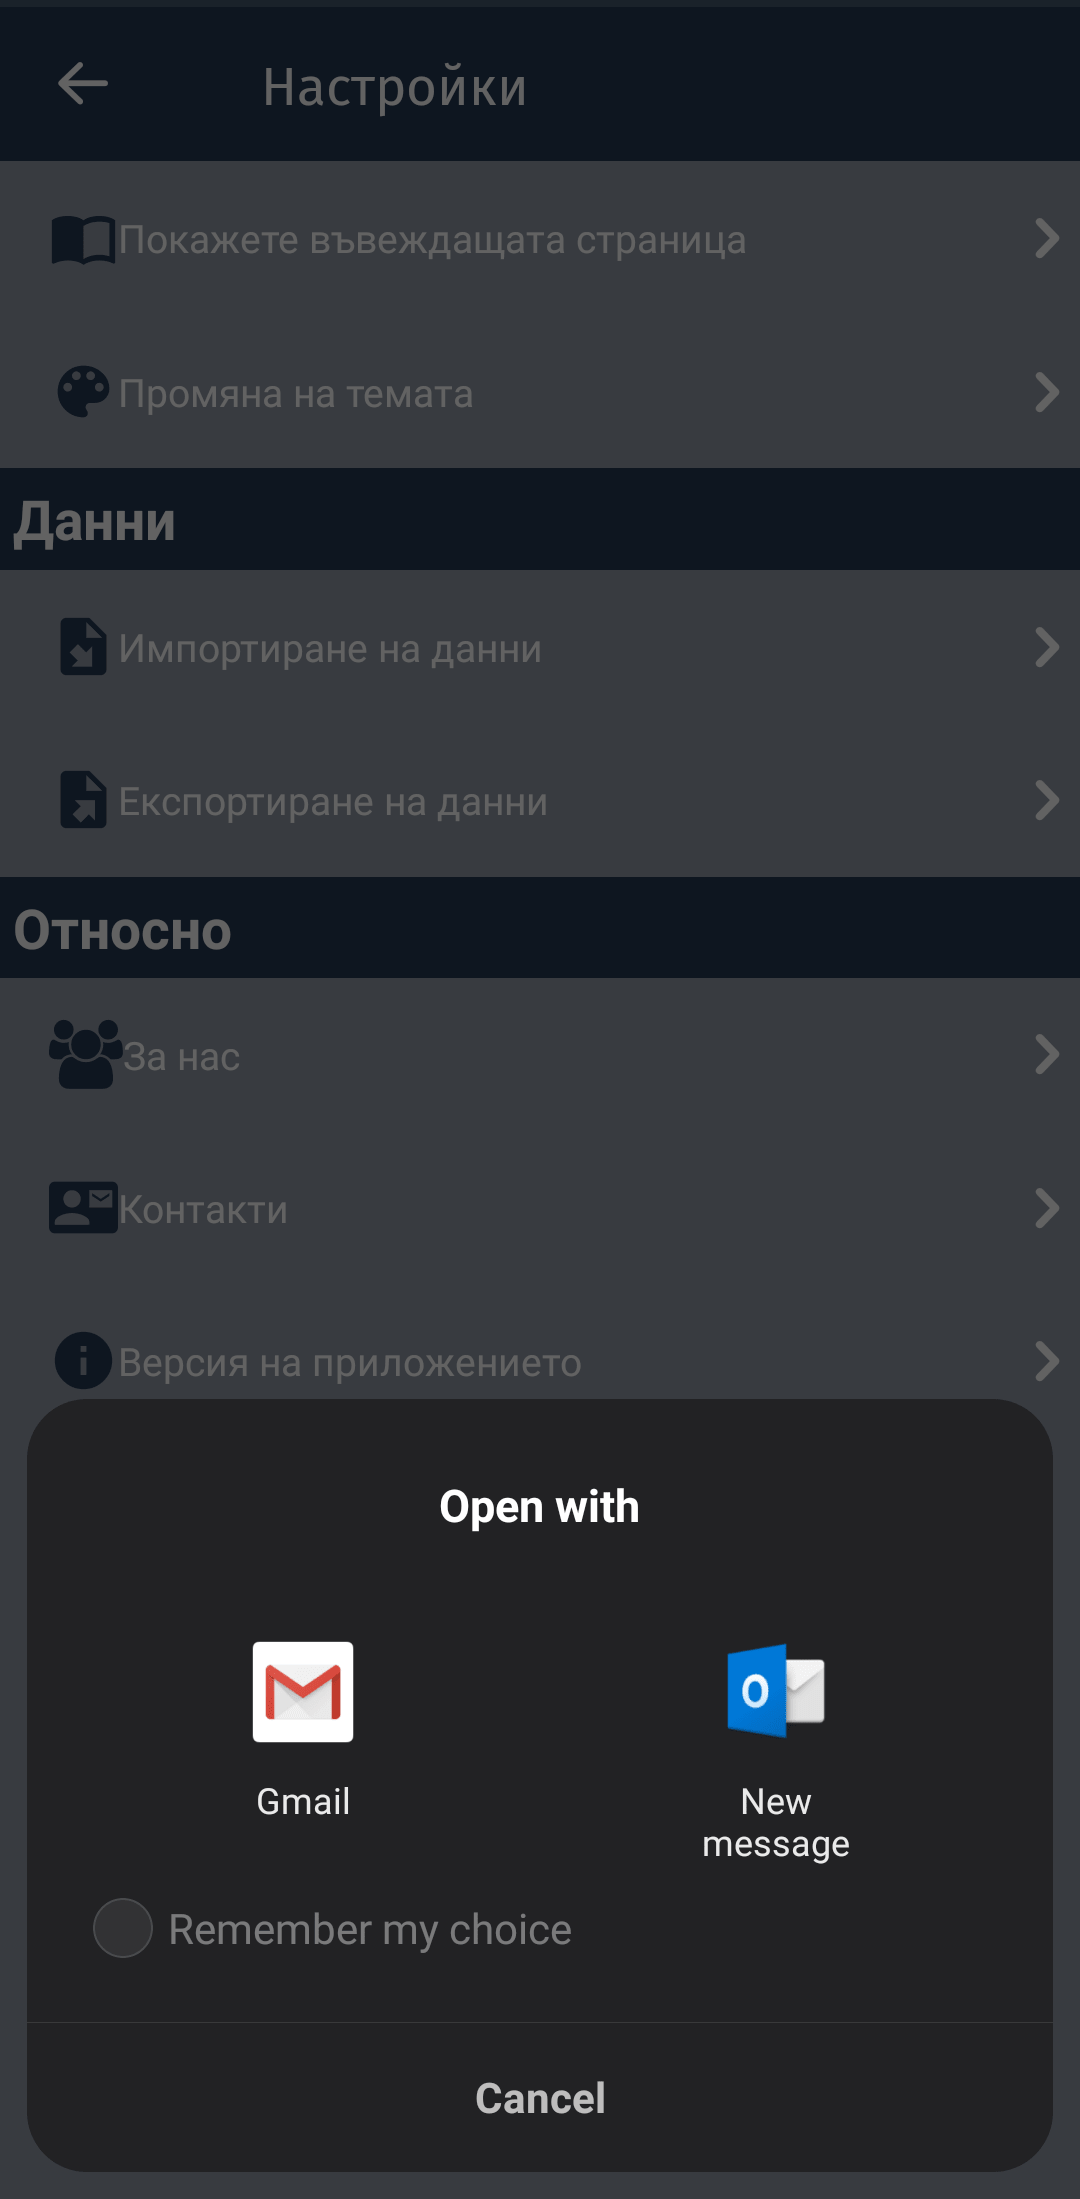 Настройки
Покажете въвеждащата страница
Промяна на темата
Данни
Импортиране на данни
Експортиране на данни
Относно
За нас
Контакти
Версия на приложението
Open with
Gmail
New
message
Remember my choice
Cancel